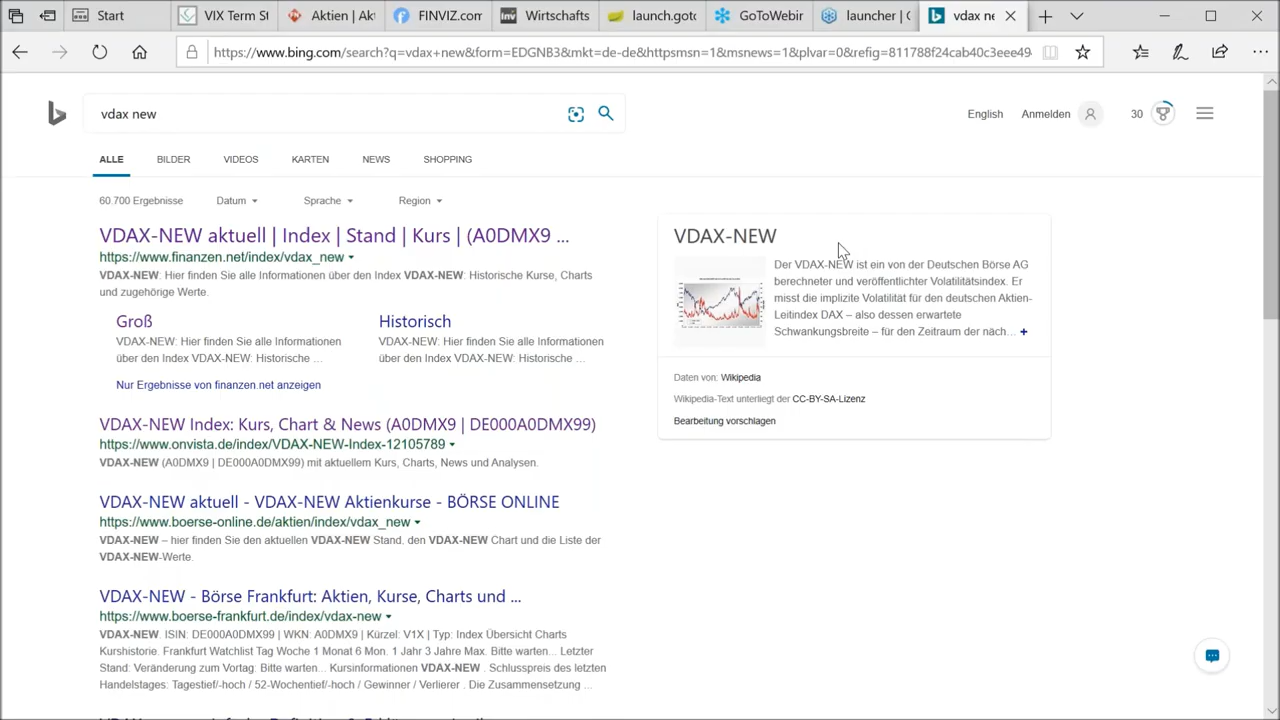 Start
VIX Term St
Aktien | Ak
FINVIZ.com
Wirtschafts
launch.goto
GoToWebir
launcher | G
vdax ne
https://www.bing.com/search?q=vdax+new&form=EDGNB3&mkt=de-de&httpsmsn=1&msnews=1&plvar=0&refig=811788f24cab40c3eee49
vdax new
English
Anmelden
30
ALLE
BILDER
VIDEOS
KARTEN
NEWS
SHOPPING
60.700 Ergebnisse
Datum
Sprache
Region
VDAX-NEW aktuell | Index | Stand | Kurs | (A0DMX9 ...
https://www.finanzen.net/index/vdax_new
VDAX-NEW: Hier finden Sie alle Informationen über den Index VDAX-NEW: Historische Kurse, Charts
und zugehörige Werte.
Groß
VDAX-NEW: Hier finden Sie alle Informationen
über den Index VDAX-NEW: Historische ...
Historisch
VDAX-NEW: Hier finden Sie alle Informationen
über den Index VDAX-NEW: Historische ...
Nur Ergebnisse von finanzen.net anzeigen
VDAX-NEW Index: Kurs, Chart & News (A0DMX9 | DE000A0DMX99)
https://www.onvista.de/index/VDAX-NEW-Index-12105789
VDAX-NEW (A0DMX9 | DE000A0DMX99) mit aktuellem Kurs, Charts, News und Analysen.
VDAX-NEW aktuell - VDAX-NEW Aktienkurse - BÖRSE ONLINE
https://www.boerse-online.de/aktien/index/vdax_new
VDAX-NEW – hier finden Sie den aktuellen VDAX-NEW Stand, den VDAX-NEW Chart und die Liste der
VDAX-NEW-Werte.
VDAX-NEW - Börse Frankfurt: Aktien, Kurse, Charts und ...
https://www.boerse-frankfurt.de/index/vdax-new
VDAX-NEW. ISIN: DE000A0DMX99 | WKN: A0DMX9 | Kürzel: V1X | Typ: Index Übersicht Charts
Kurshistorie. Frankfurt Watchlist Tag Woche 1 Monat 6 Mon. 1 Jahr 3 Jahre Max. Bitte warten... Letzter
Stand: Veränderung zum Vortag: Bitte warten... Kursinformationen VDAX-NEW . Schlusspreis des letzten
Handelstages: Tagestief/-hoch / 52-Wochentief/-hoch / Gewinner / Verlierer . Die Zusammensetzung ...
VDAX-NEW
Der VDAX-NEW ist ein von der Deutschen Börse AG
berechneter und veröffentlichter Volatilitätsindex. Er
misst die implizite Volatilität für den deutschen Aktien-
Leitindex DAX – also dessen erwartete
Schwankungsbreite – für den Zeitraum der näch... +
Daten von: Wikipedia
Wikipedia-Text unterliegt der CC-BY-SA-Lizenz
Bearbeitung vorschlagen